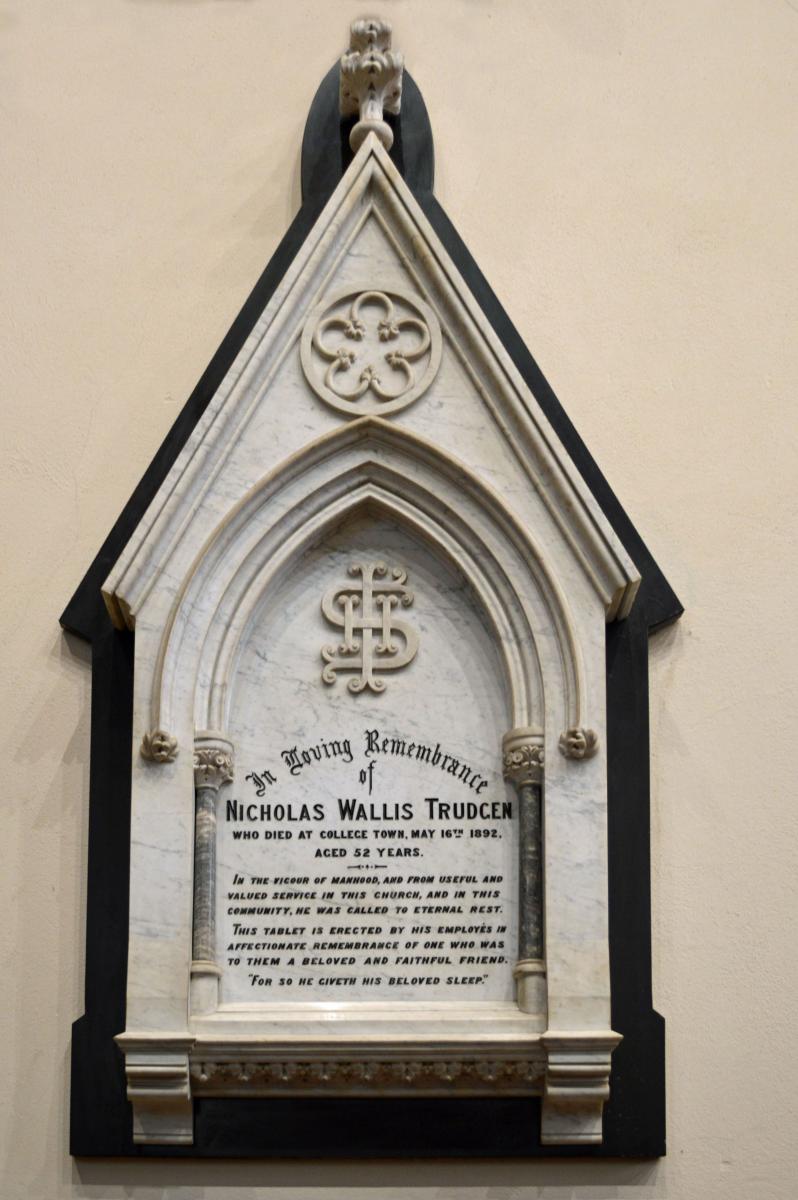 IHS
In Loving Remembrance
of
NICHOLAS WALLIS TRUDGEN
WHO DIED AT COLLEGE TOWN, MAY 16TH 1892,
AGED 52 YEARS.
IN THE VIGOUR OF MANHOOD, AND FROM USEFUL AND
VALUED SERVICE IN THIS CHURCH, AND IN THIS
COMMUNITY, HE WAS CALLED TO ETERNAL REST.
THIS TABLET IS ERECTED BY HIS EMPLOYÉS IN
AFFECTIONATE REMEMBRANCE OF ONE WHO WAS
TO THEM A BELOVED AND FAITHFUL FRIEND.
"FOR SO HE GIVETH HIS BELOVED SLEEP."